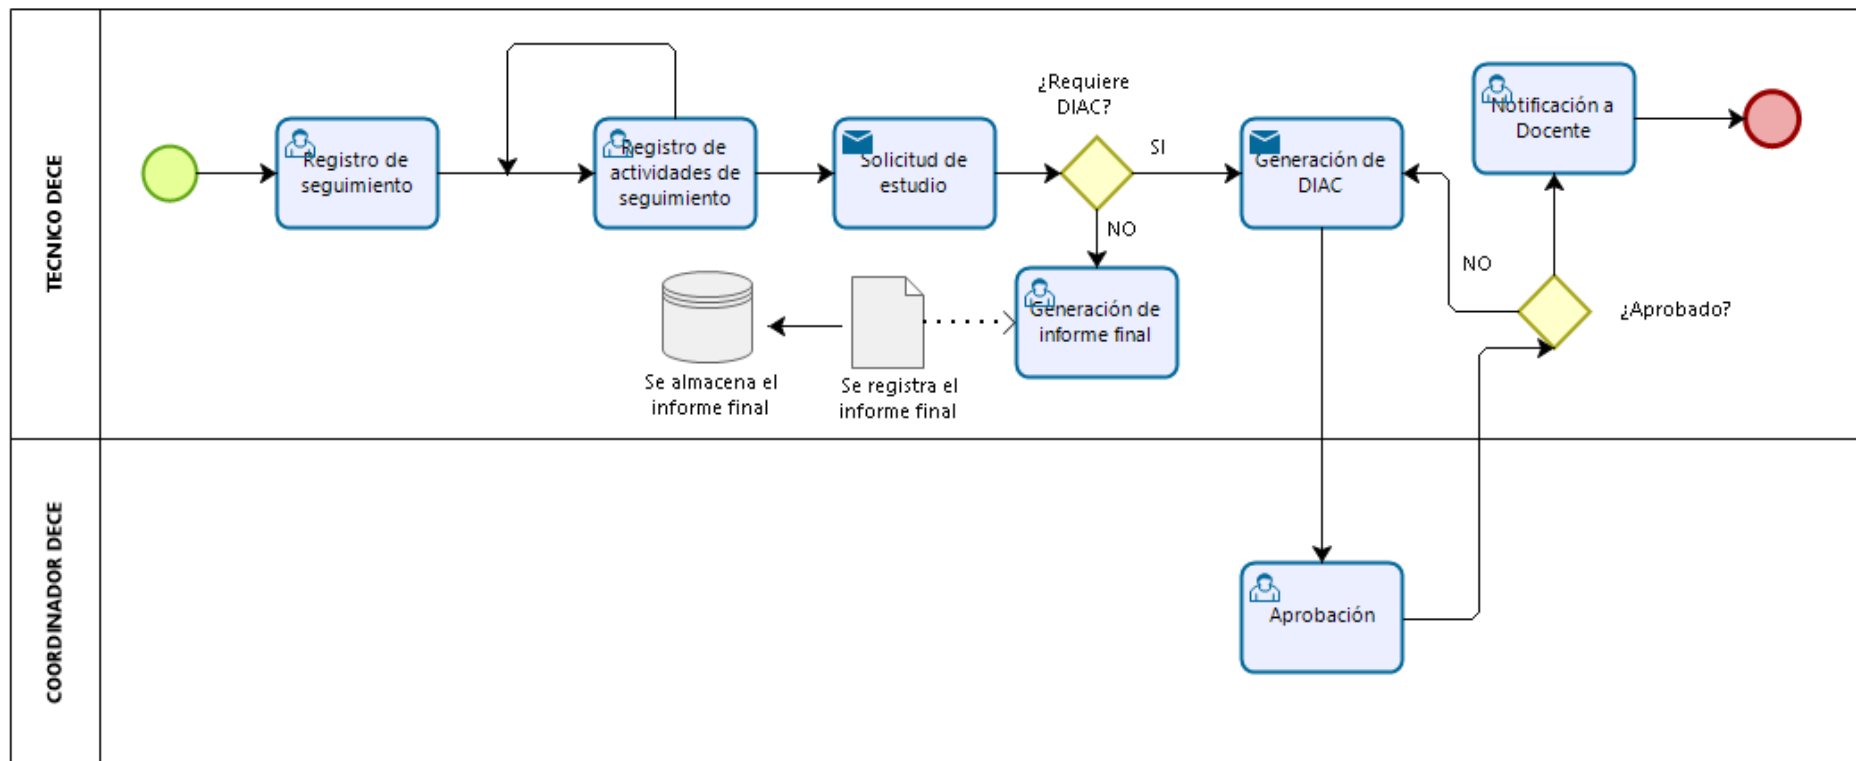 TECNICO DECE
Registro de
seguimiento
Registro de
actividades de
seguimiento
Solicitud de
estudio
¿Requiere
DIAC?
SI
NO
Generación de
DIAC
Notificación a
Docente
NO
¿Aprobado?
Generación de
informe final
Se almacena el
informe final
Se registra el
informe final
COORDINADOR DECE
Aprobación